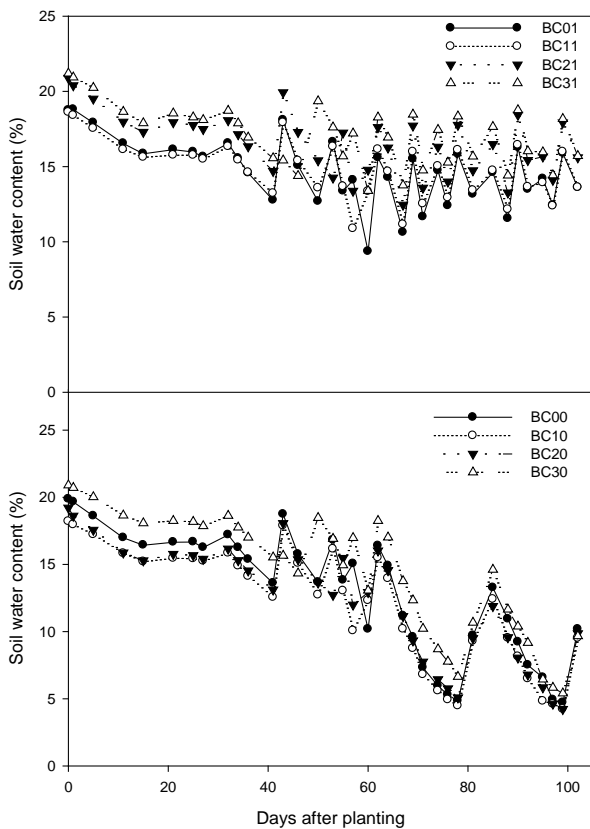 25
20
15
10
5
0
Soil water content (%)
BC01
BC11
BC21
BC31
25
20
15
10
5
0
Soil water content (%)
BC00
BC10
BC20
BC30
0 20 40 60 80 100
Days after planting